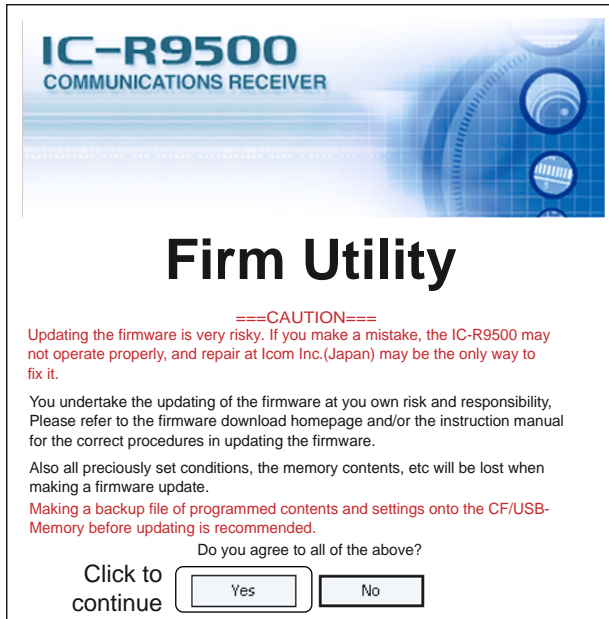 IC-R9500
COMMUNICATIONS RECEIVER
Firm Utility
===CAUTION===
Updating the firmware is very risky. If you make a mistake, the IC-R9500 may
not operate properly, and repair at Icom Inc.(Japan) may be the only way to
fix it.
You undertake the updating of the firmware at you own risk and responsibility,
Please refer to the firmware download homepage and/or the instruction manual
for the correct procedures in updating the firmware.
Also all preciously set conditions, the memory contents, etc will be lost when
making a firmware update.
Making a backup file of programmed contents and settings onto the CF/USB-
Memory before updating is recommended.
Do you agree to all of the above?
Click to
continue
Yes
No